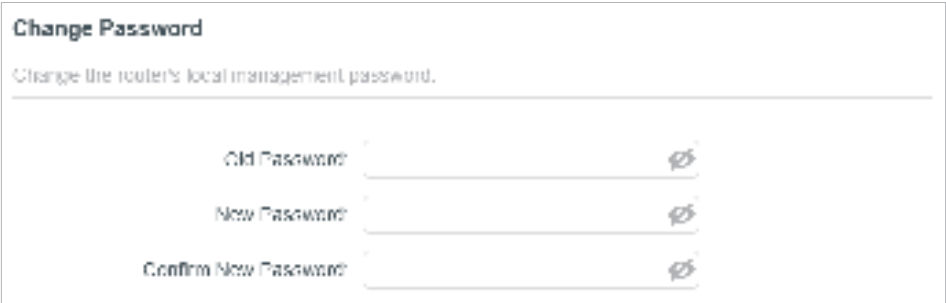 Change Password
Change the router's local management password.
Old Password:
New Password:
Confirm New Password: